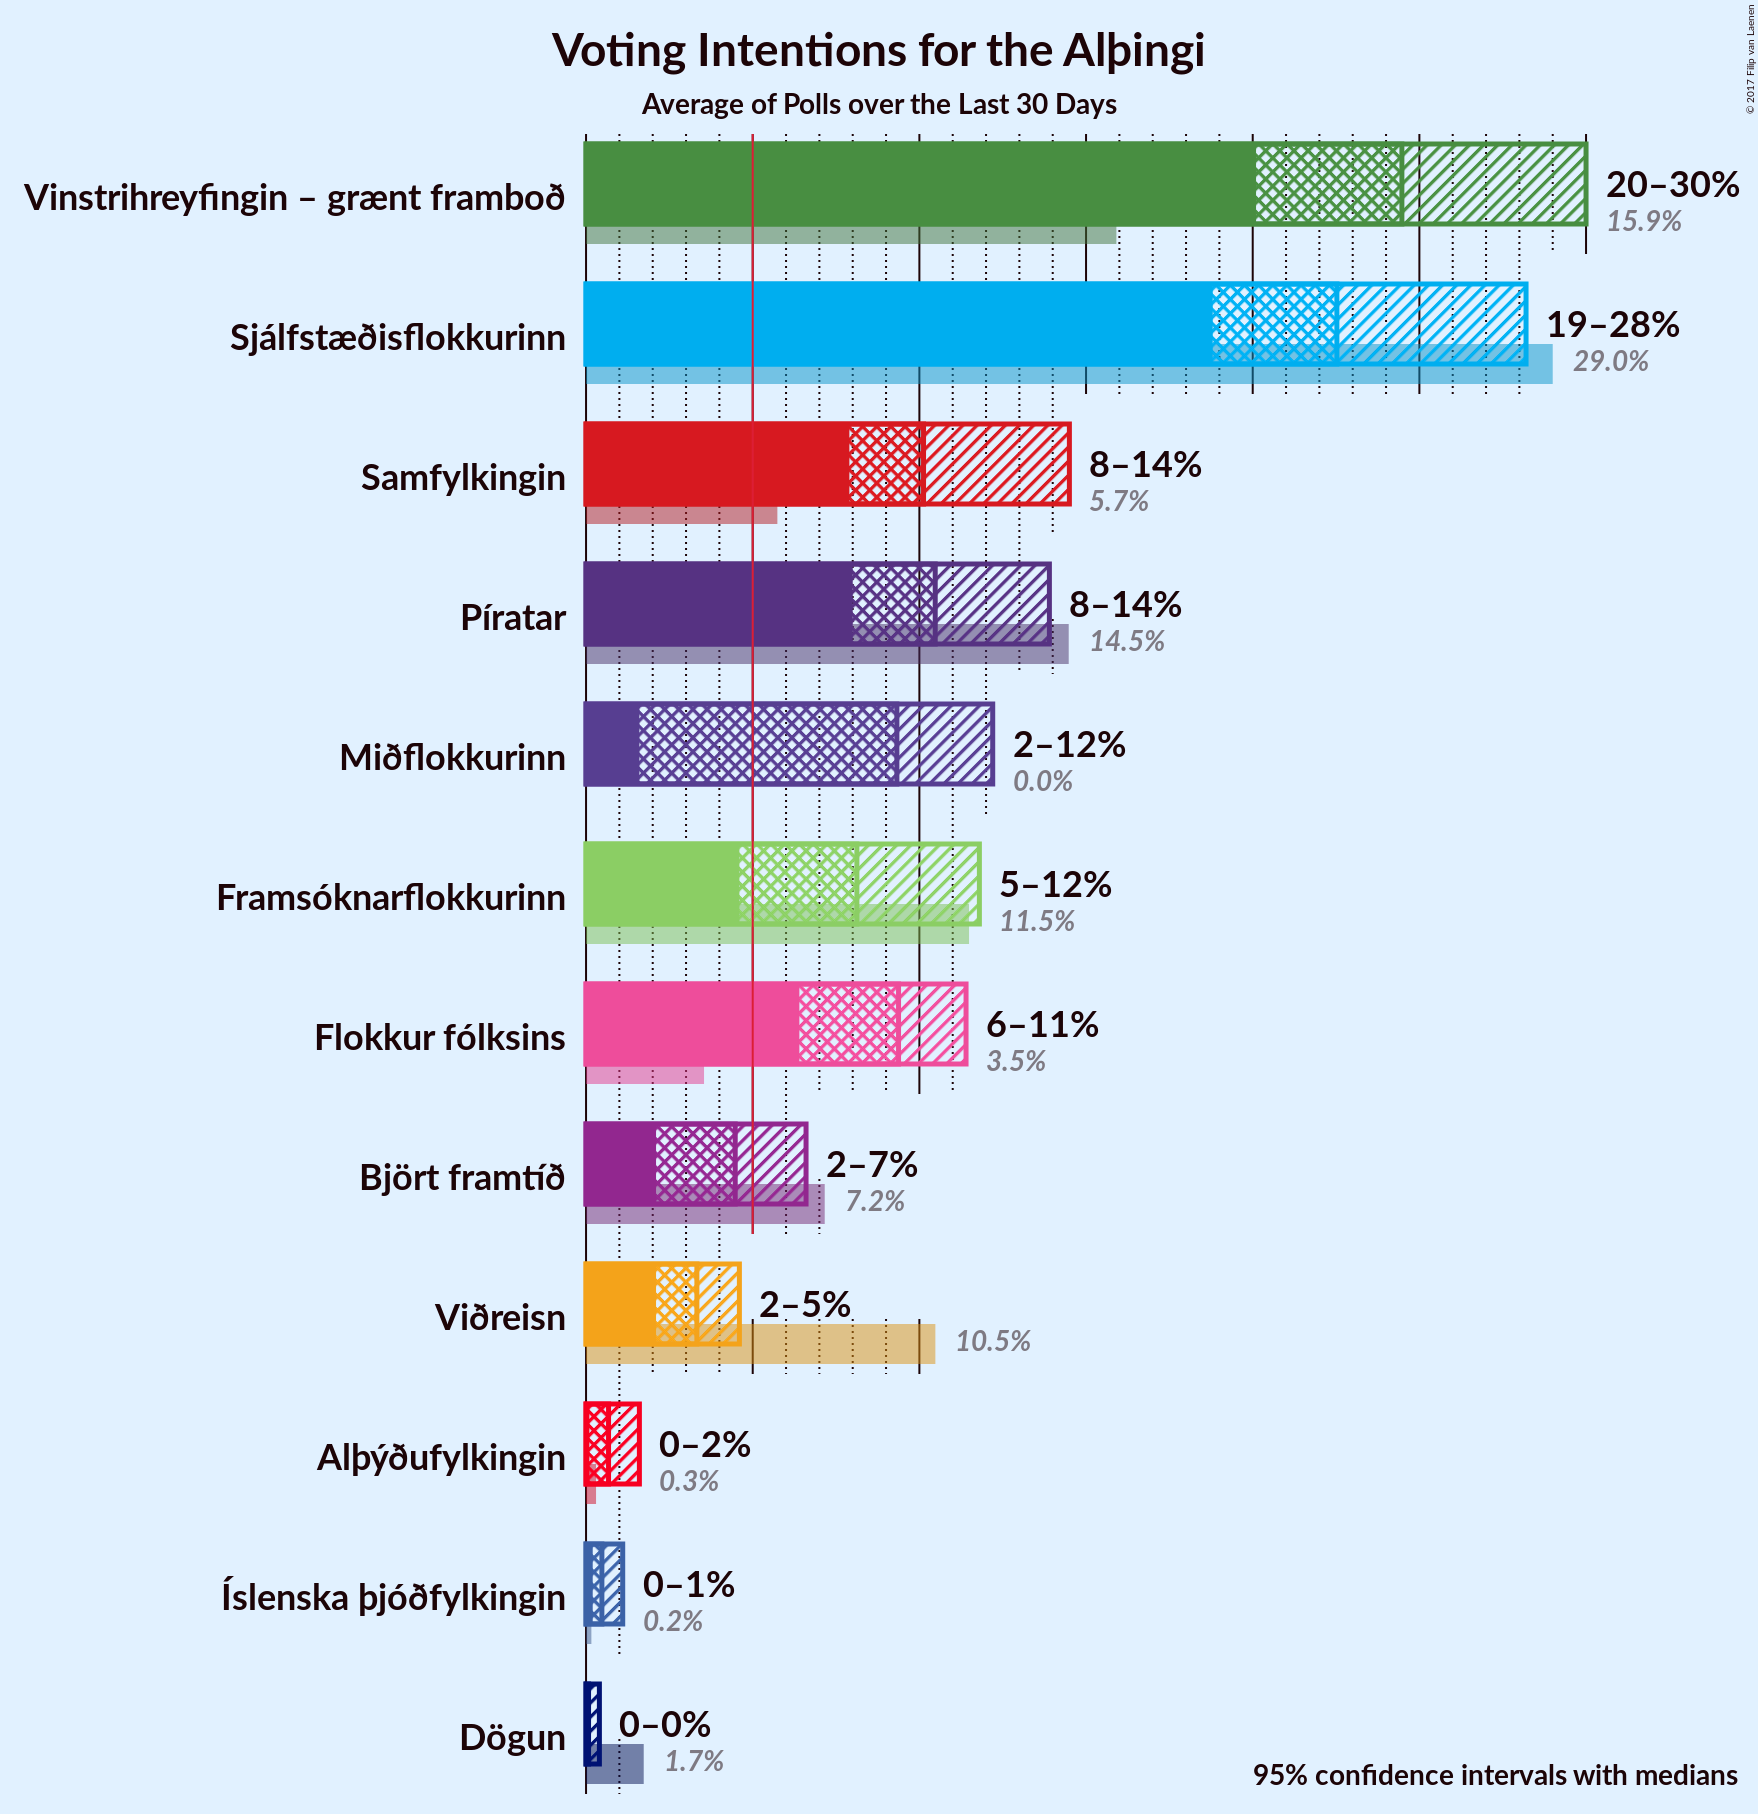 Voting Intentions for the Alþingi
Average of Polls over the Last 30 Days
© 2017 Filip van Laenen
Vinstrihreyfingin – grænt framboð
20–30%
15.9%
Sjálfstæðisflokkurinn
19–28%
29.0%
Samfylkingin
8–14%
5.7%
Píratar
8–14%
14.5%
Miðflokkurinn
2–12%
0.0%
Framsóknarflokkurinn
5–12%
11.5%
Flokkur fólksins
6–11%
3.5%
Björt framtíð
2–7%
7.2%
Viðreisn
2–5%
10.5%
Alþýðufylkingin
0–2%
0.3%
Íslenska þjóðfylkingin
0–1%
0.2%
Dögun
0–0%
1.7%
95% confidence intervals with medians